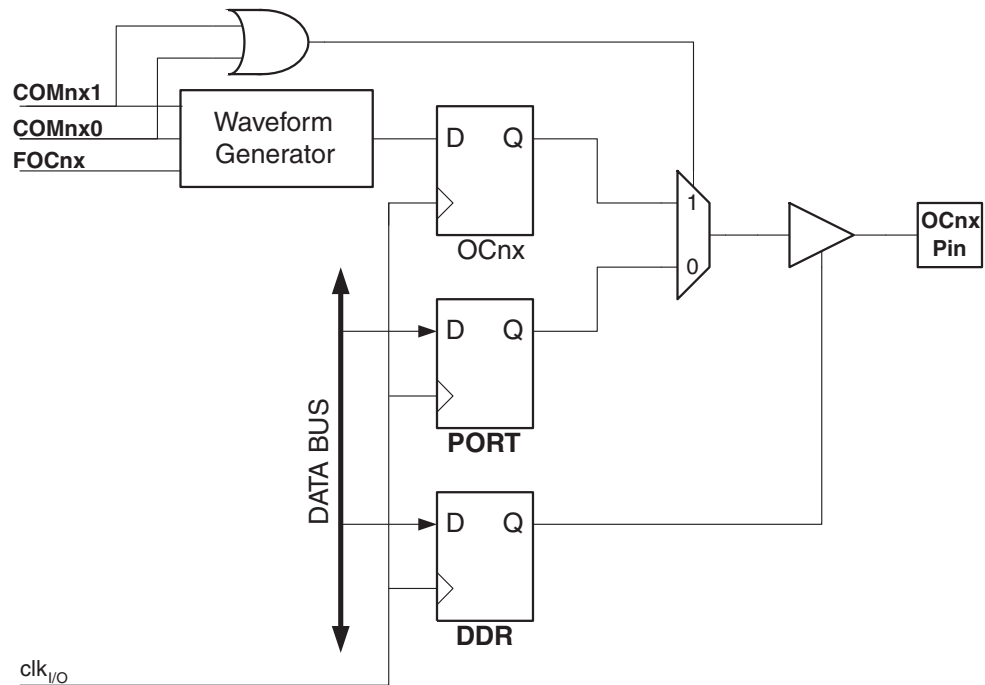 COMnx1
COMnx0
FOCnx
Waveform
Generator
D
Q
OCnx
1
0
OCnx
Pin
D
Q
PORT
DATA BUS
D
Q
DDR
clkI/O